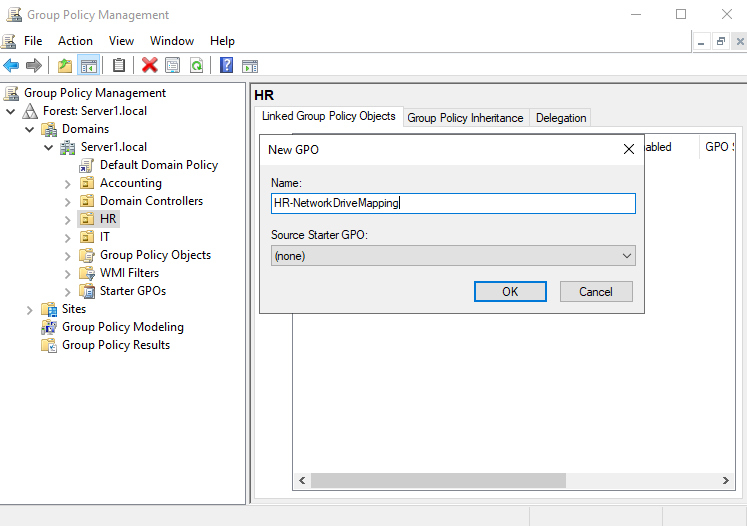 Group Policy Management
File Action View Window Help
Group Policy Management
Forest: Server1.local
Domains
Server1.local
Default Domain Policy
Accounting
Domain Controllers
HR
IT
Group Policy Objects
WMI Filters
Starter GPOs
Sites
Group Policy Modeling
Group Policy Results
HR
Linked Group Policy Objects Group Policy Inheritance Delegation
GPO
New GPO
Name:
HR-NetworkDriveMapping
Source Starter GPO:
(none)
OK Cancel